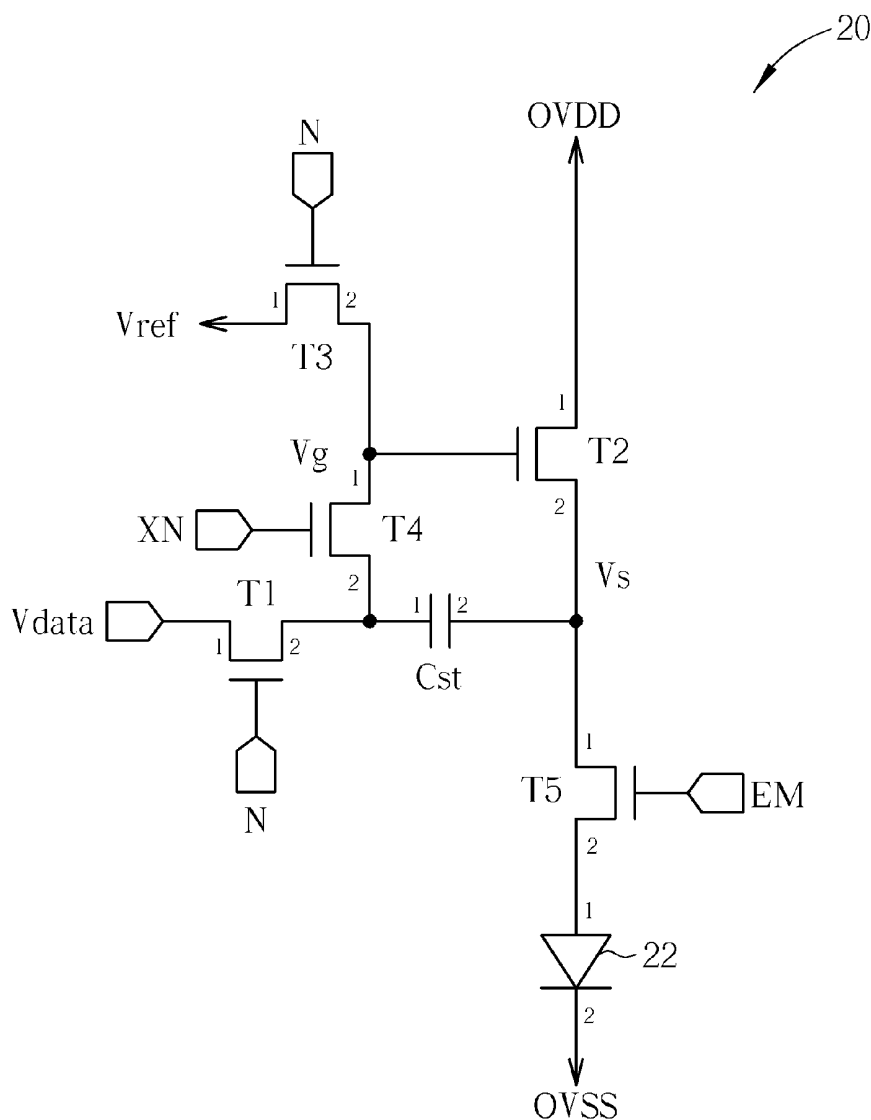 20
OVDD
N
1 2
Vref
T3
1
Vg
T2
1
2
XN
T4
2
Vs
T1
Vdata
1 2
1 2
Cst
1
T5
EM
N
2
1
22
2
OVSS